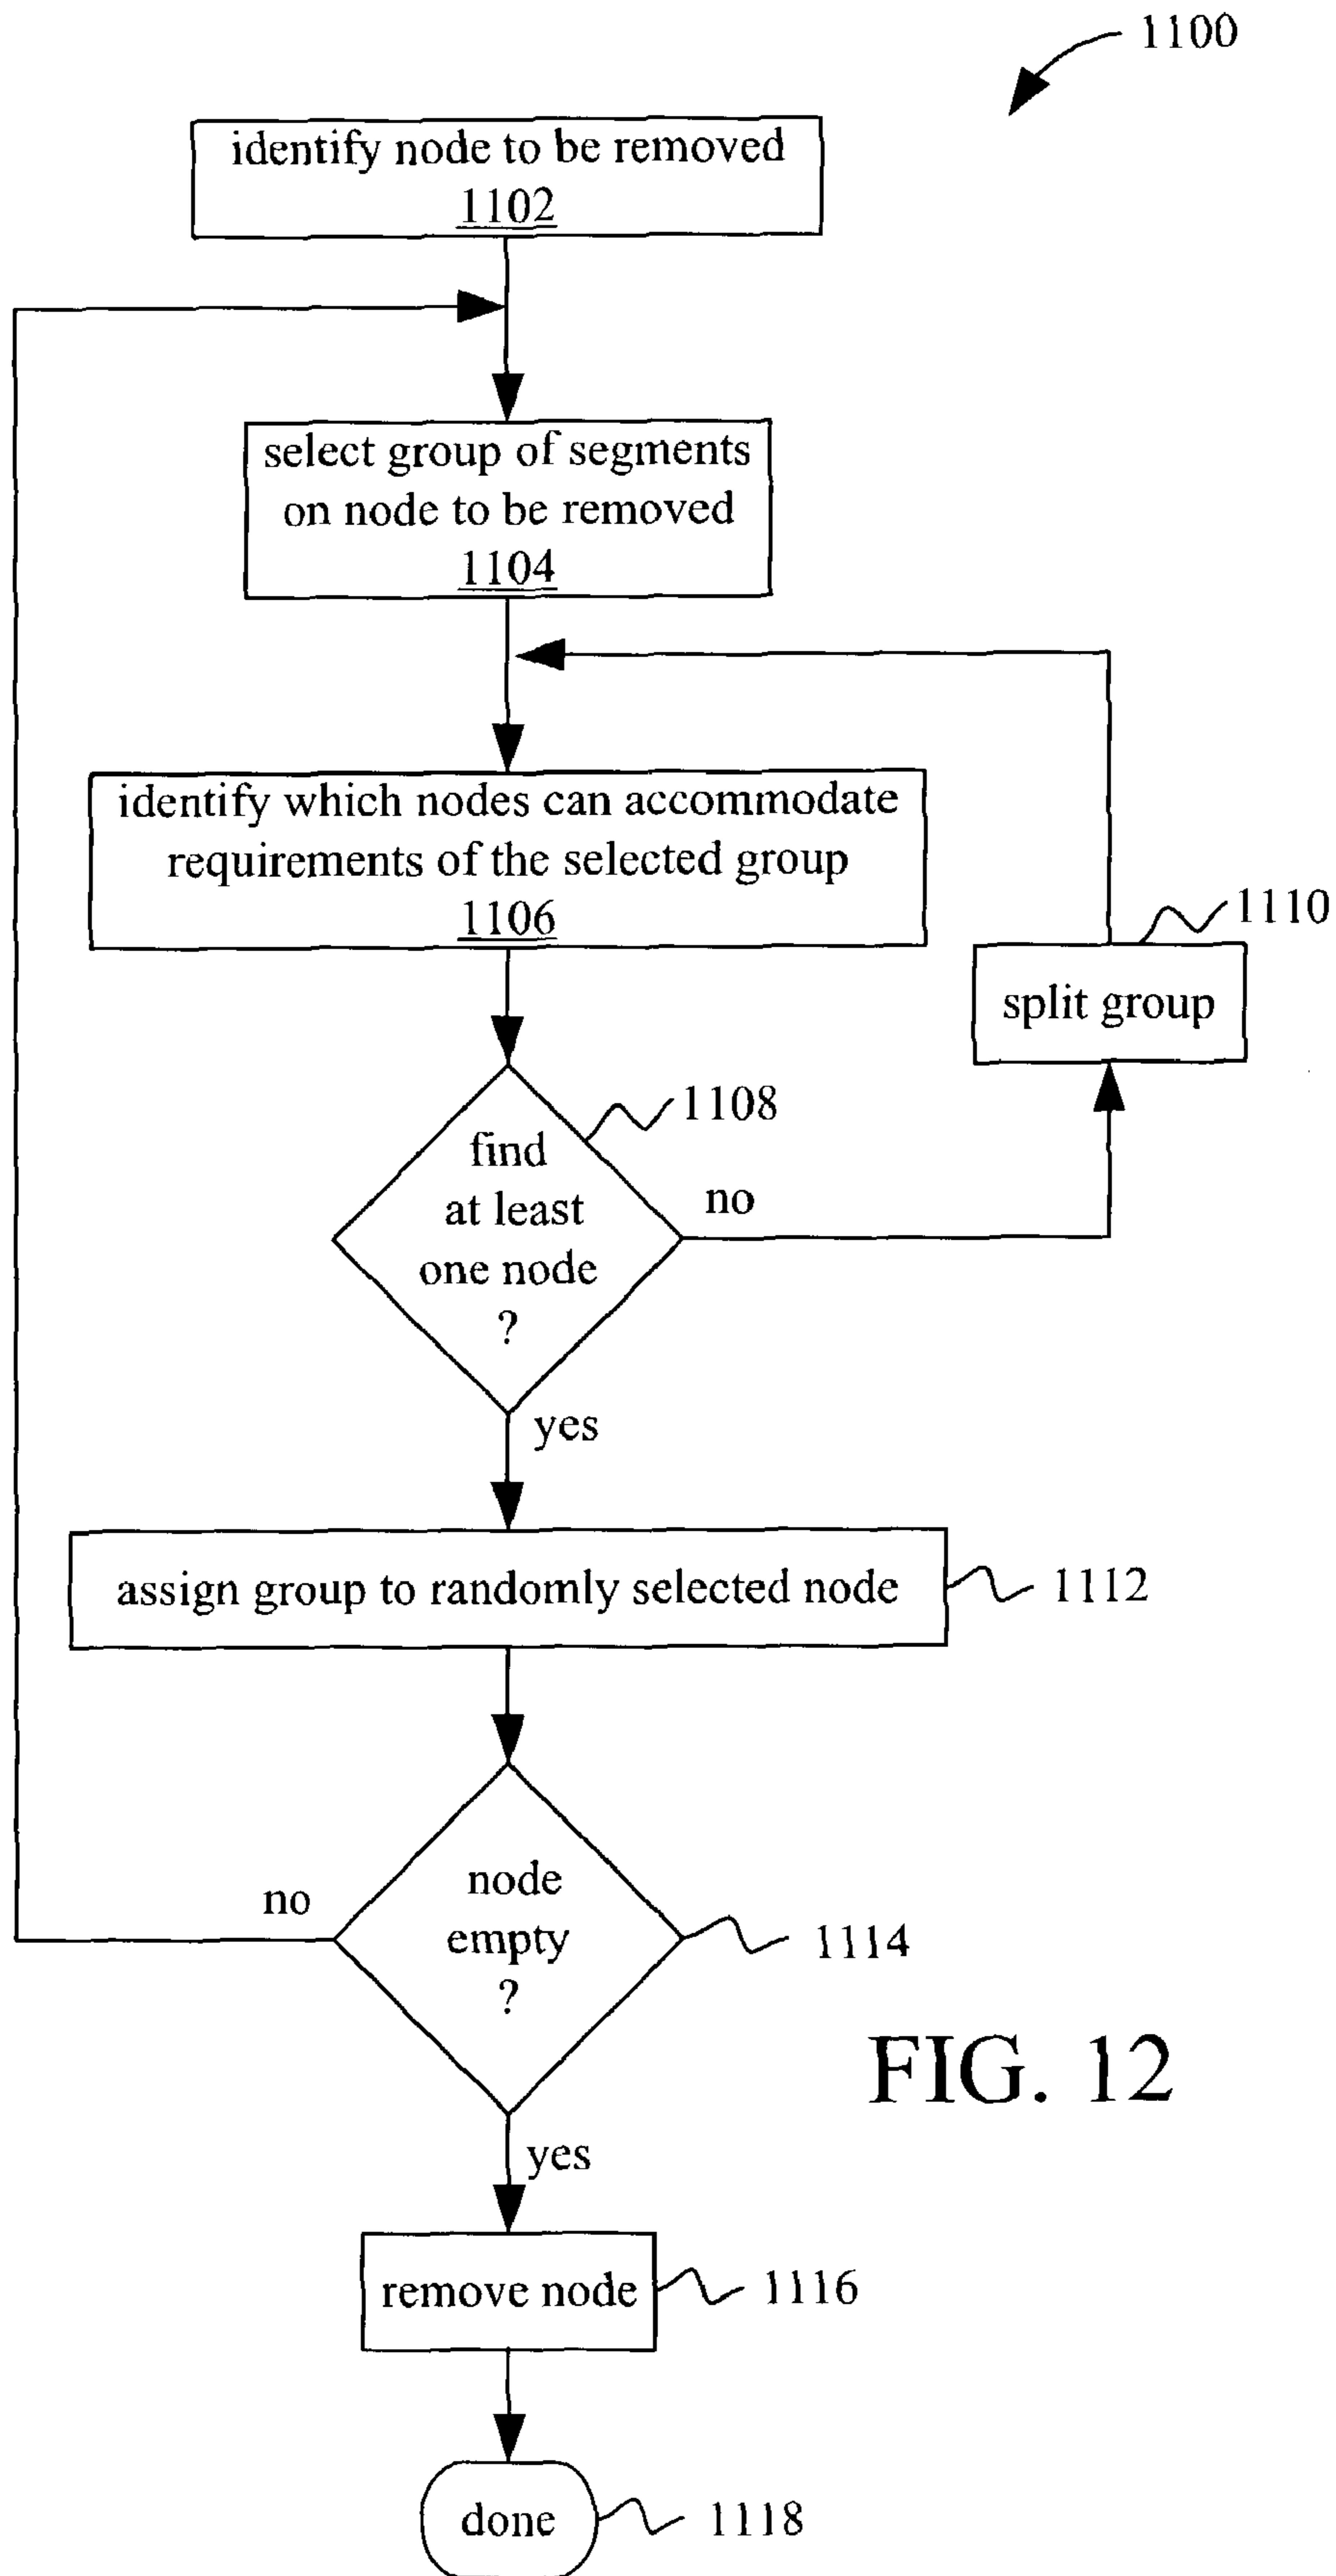 1100
identify node to be removed
1102
select group of segments
on node to be removed
1104
identify which nodes can accommodate
requirements of the selected group
1106
1110
split group
1108
find
at least
one node
?
no
yes
assign group to randomly selected node
1112
no
node
empty
?
1114
FIG. 12
yes
remove node
1116
done
1118